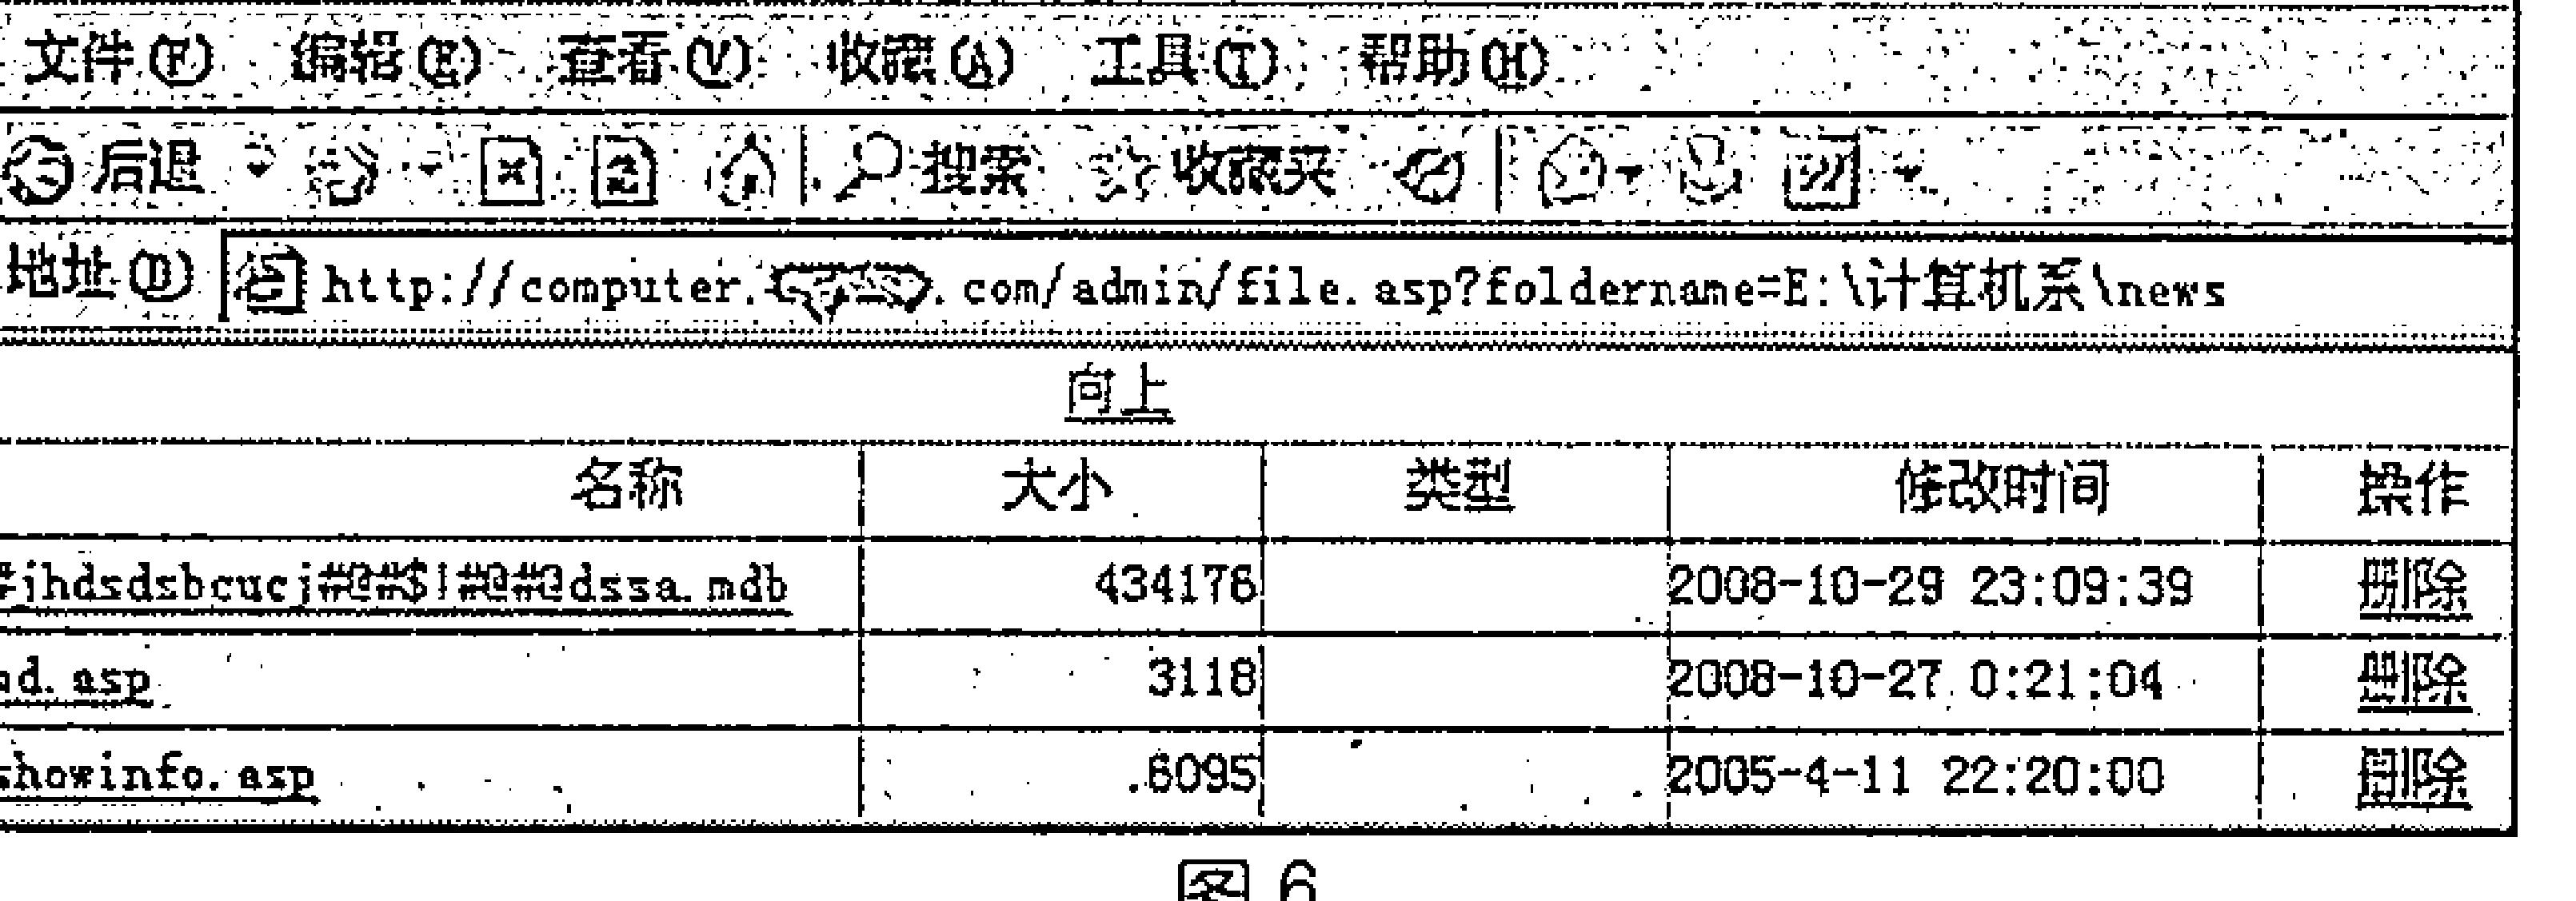 文件(F) 编辑(E) 查看(V) 收藏(A) 工具(T) 帮助(H)
后退 搜索 收藏夹
地址(D) http://computer. .com/admin/file.asp?foldername=E:\计算机系\news
向上
名称 大小 类型 修改时间 操作
#jhdsdsbcucj#@#$!#@#@dssa.mdb 434176 2008-10-29 23:09:39 删除
d.asp 3118 2008-10-27 0:21:04 删除
showinfo.asp 6095 2005-4-11 22:20:00 删除
图 6